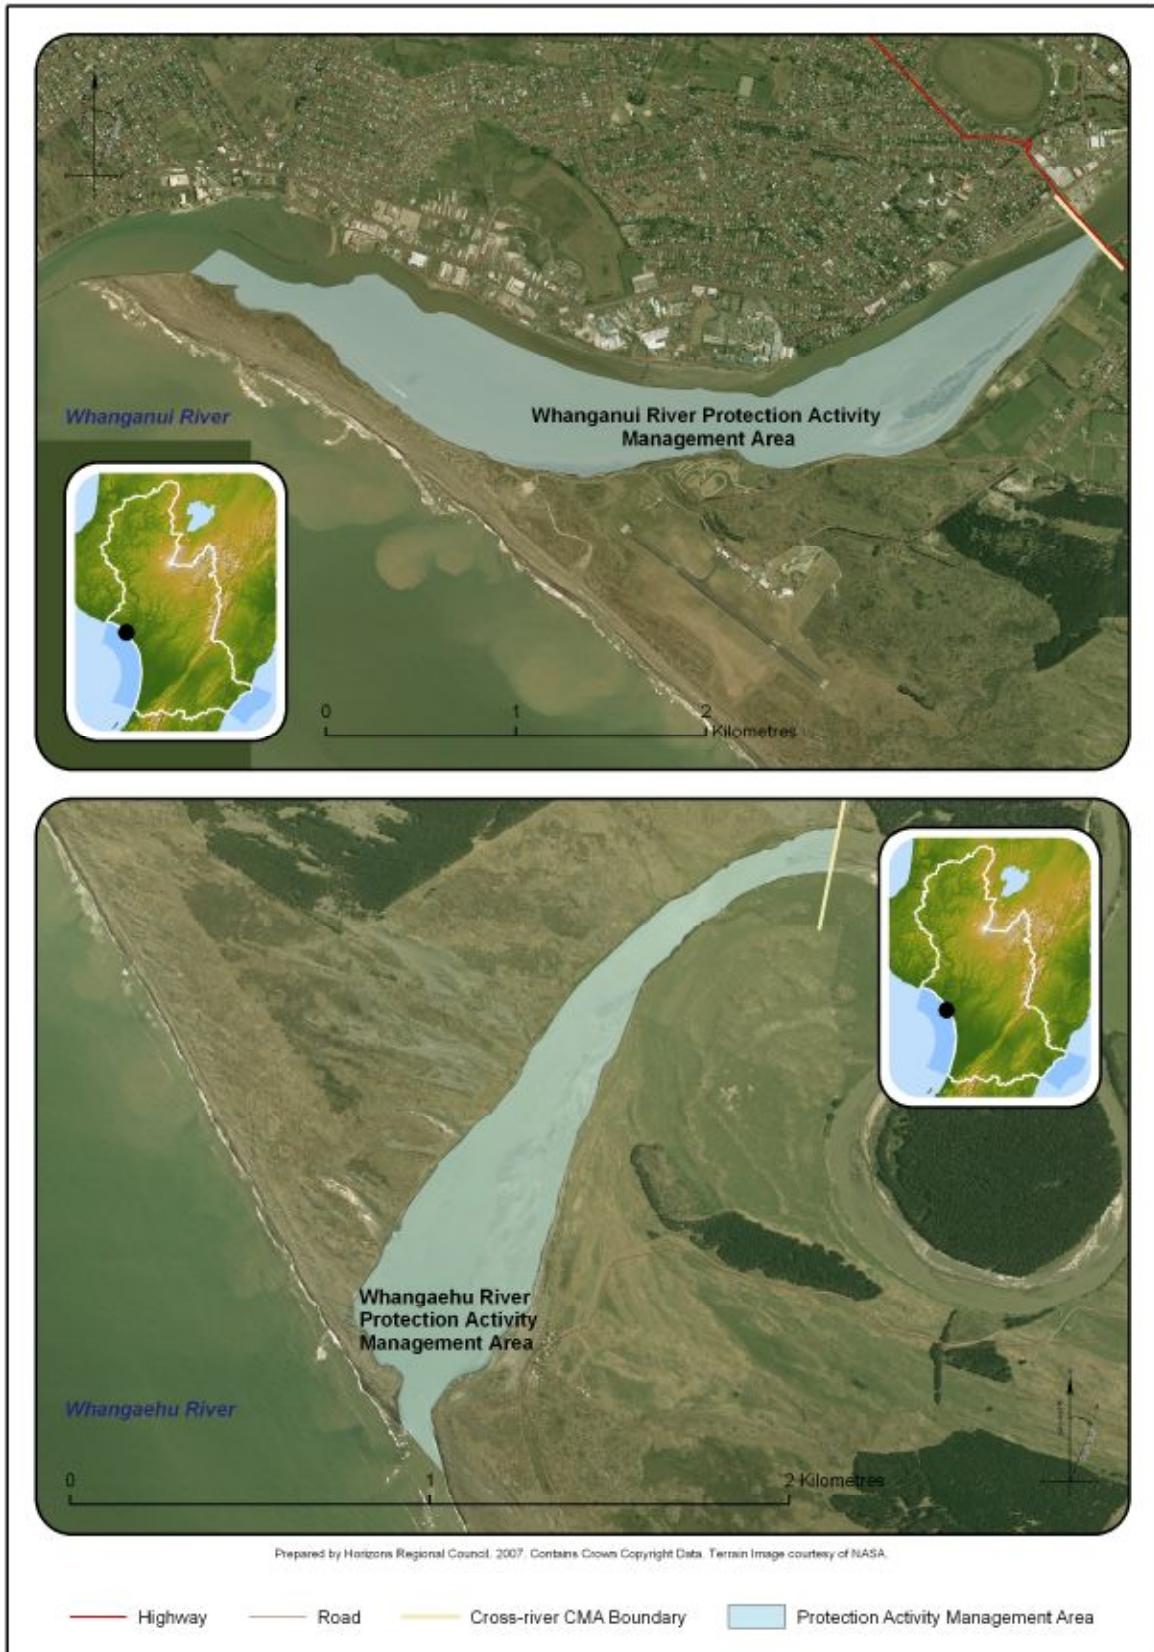 Whanganui River
Whanganui River Protection Activity
Management Area
0 1 2
Kilometres
Whangaehu River
Protection Activity
Management Area
Whangaehu River
0 1 2 Kilometres
Prepared by Horizons Regional Council, 2007. Contains Crown Copyright Data. Terrain Image courtesy of NASA.
Highway Road Cross-river CMA Boundary Protection Activity Management Area